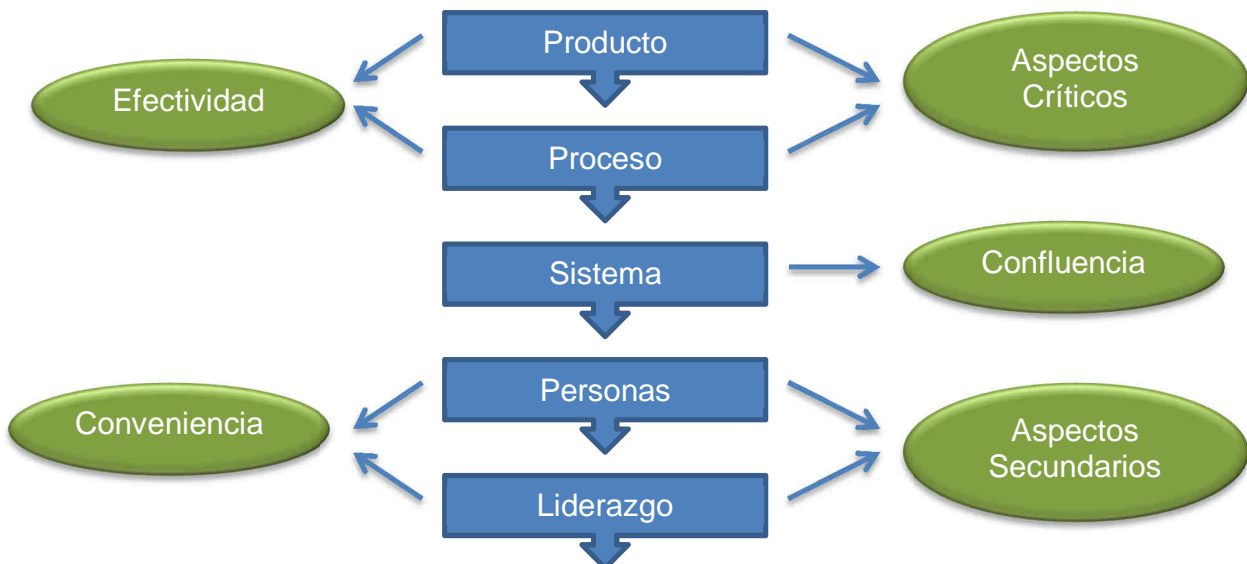 Producto
Efectividad
Aspectos
Críticos
Proceso
Sistema
Confluencia
Personas
Conveniencia
Aspectos
Secundarios
Liderazgo